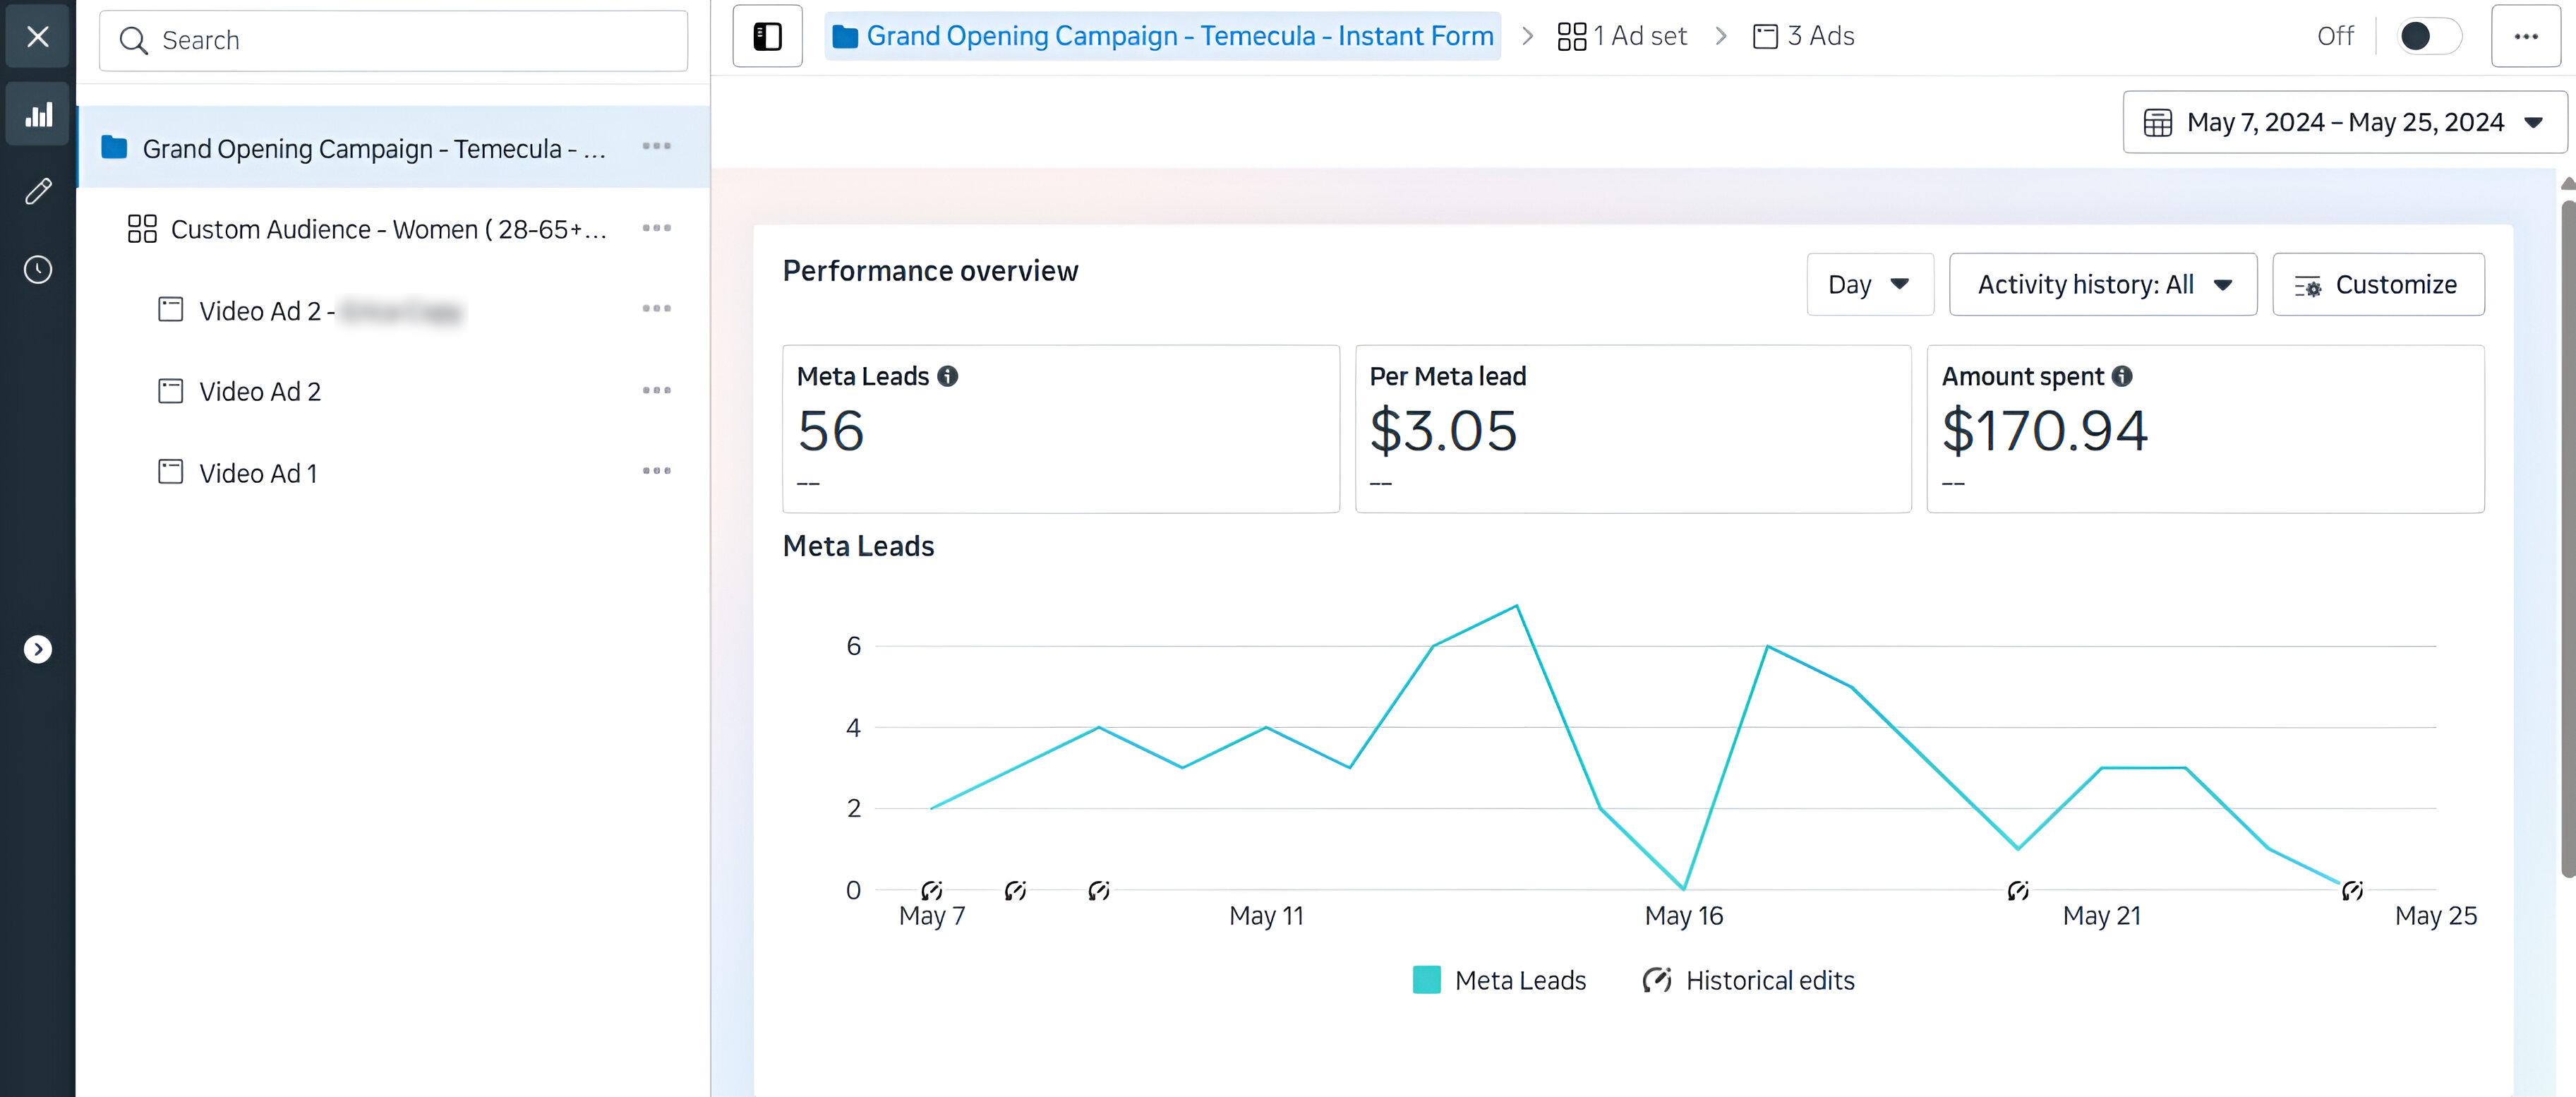 Search
Grand Opening Campaign - Temecula - Instant Form
1 Ad set
3 Ads
Off
May 7, 2024 – May 25, 2024
Grand Opening Campaign - Temecula - ...
Custom Audience - Women ( 28-65+...
Video Ad 2 -
Video Ad 2
Video Ad 1
Performance overview
Day
Activity history: All
Customize
Meta Leads
56
--
Per Meta lead
$3.05
--
Amount spent
$170.94
--
Meta Leads
6
4
2
0
May 7
May 11
May 16
May 21
May 25
Meta Leads
Historical edits